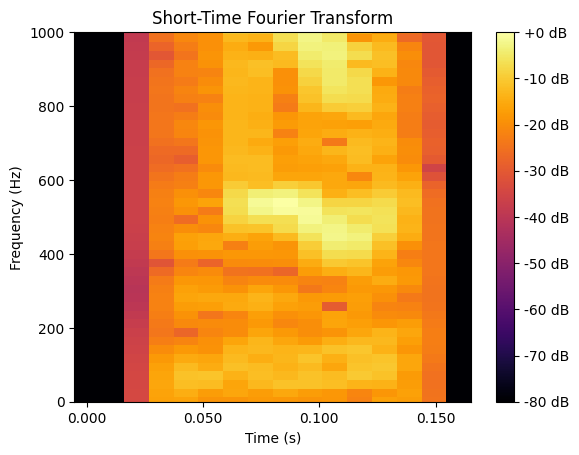 Short-Time Fourier Transform
Frequency (Hz)
1000
800
600
400
200
0
0.000
0.050
0.100
0.150
Time (s)
+0 dB
-10 dB
-20 dB
-30 dB
-40 dB
-50 dB
-60 dB
-70 dB
-80 dB